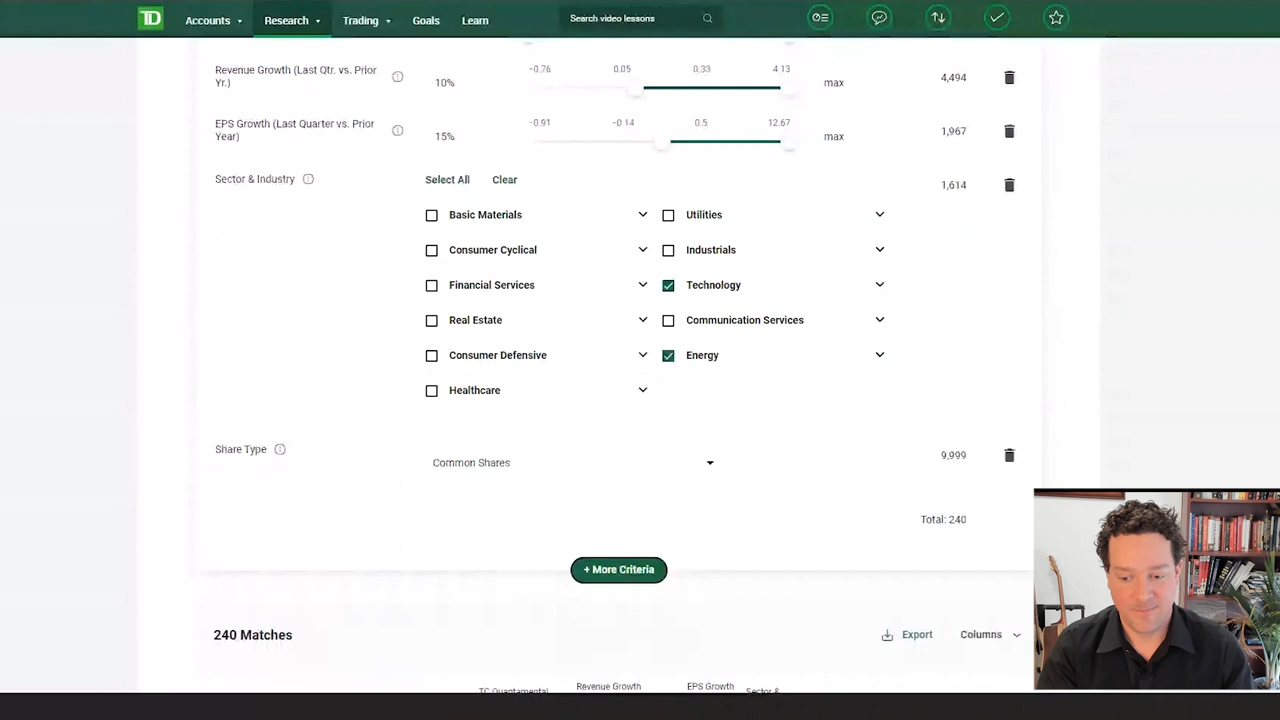 TD Accounts Research Trading Goals Learn Search video lessons
Revenue Growth (Last Qtr. vs. Prior
Yr.)
10%
-0.76 0.05 0.33 4.13
max
4,494
EPS Growth (Last Quarter vs. Prior
Year)
15%
-0.91 -0.14 0.5 12.67
max
1,967
Sector & Industry
Select All Clear
1,614
Basic Materials Utilities
Consumer Cyclical Industrials
Financial Services Technology
Real Estate Communication Services
Consumer Defensive Energy
Healthcare
Share Type
Common Shares
9,999
Total: 240
+ More Criteria
240 Matches Export Columns
TC Quantamental Revenue Growth EPS Growth Sector &